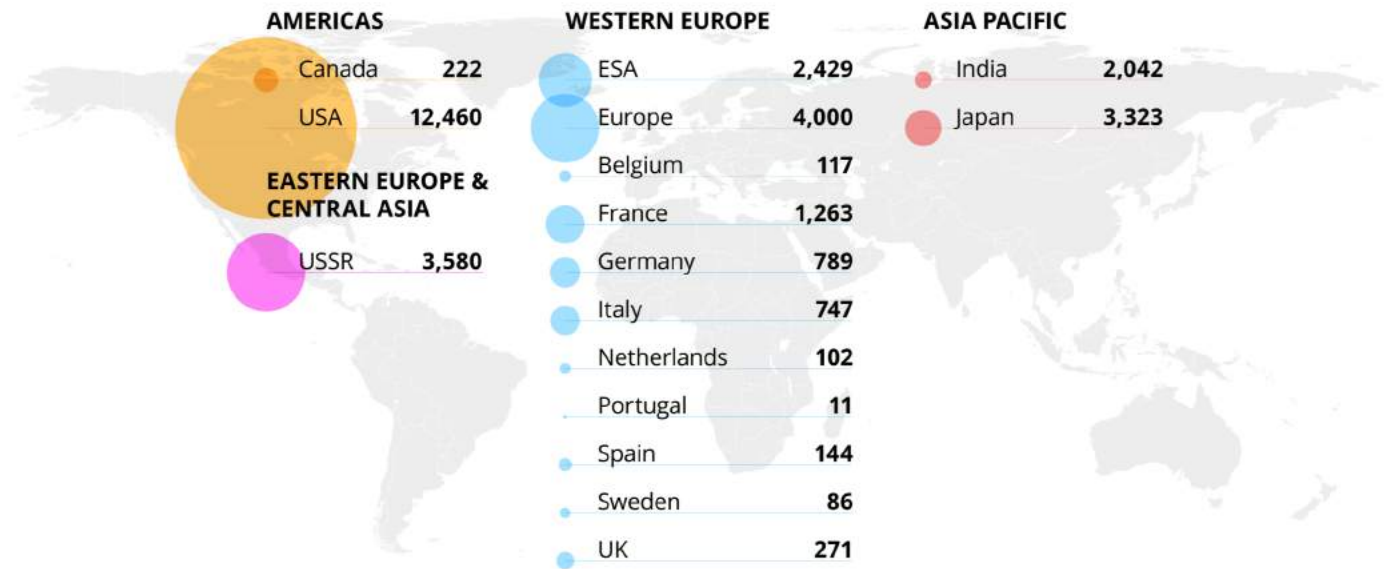 AMERICAS
Canada 222
USA 12,460
EASTERN EUROPE &
CENTRAL ASIA
USSR 3,580
WESTERN EUROPE
ESA 2,429
Europe 4,000
Belgium 117
France 1,263
Germany 789
Italy 747
Netherlands 102
Portugal 11
Spain 144
Sweden 86
UK 271
ASIA PACIFIC
India 2,042
Japan 3,323